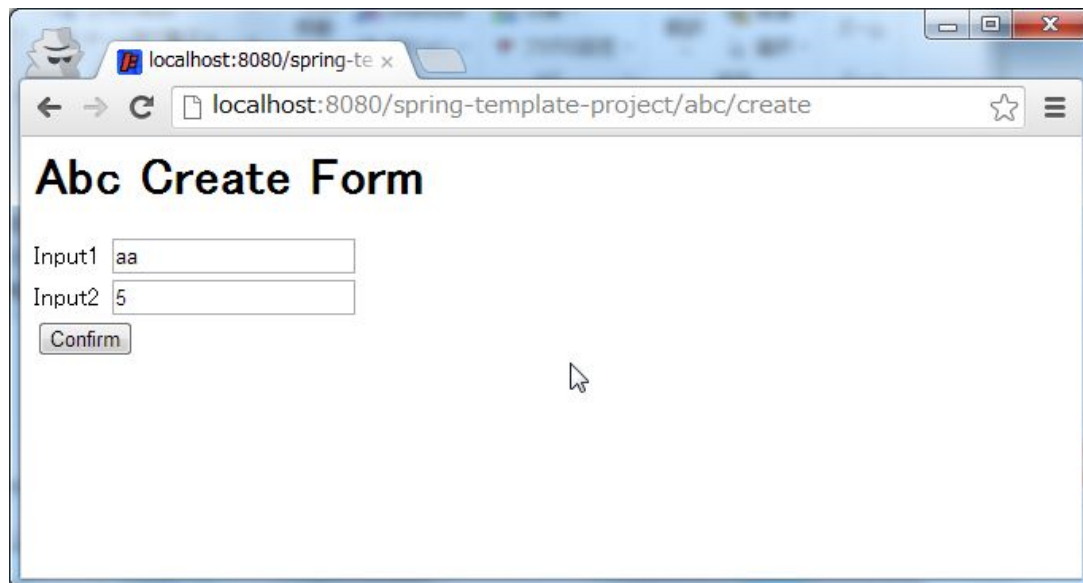 localhost:8080/spring-te
localhost:8080/spring-template-project/abc/create
Abc Create Form
Input1 aa
Input2 5
Confirm